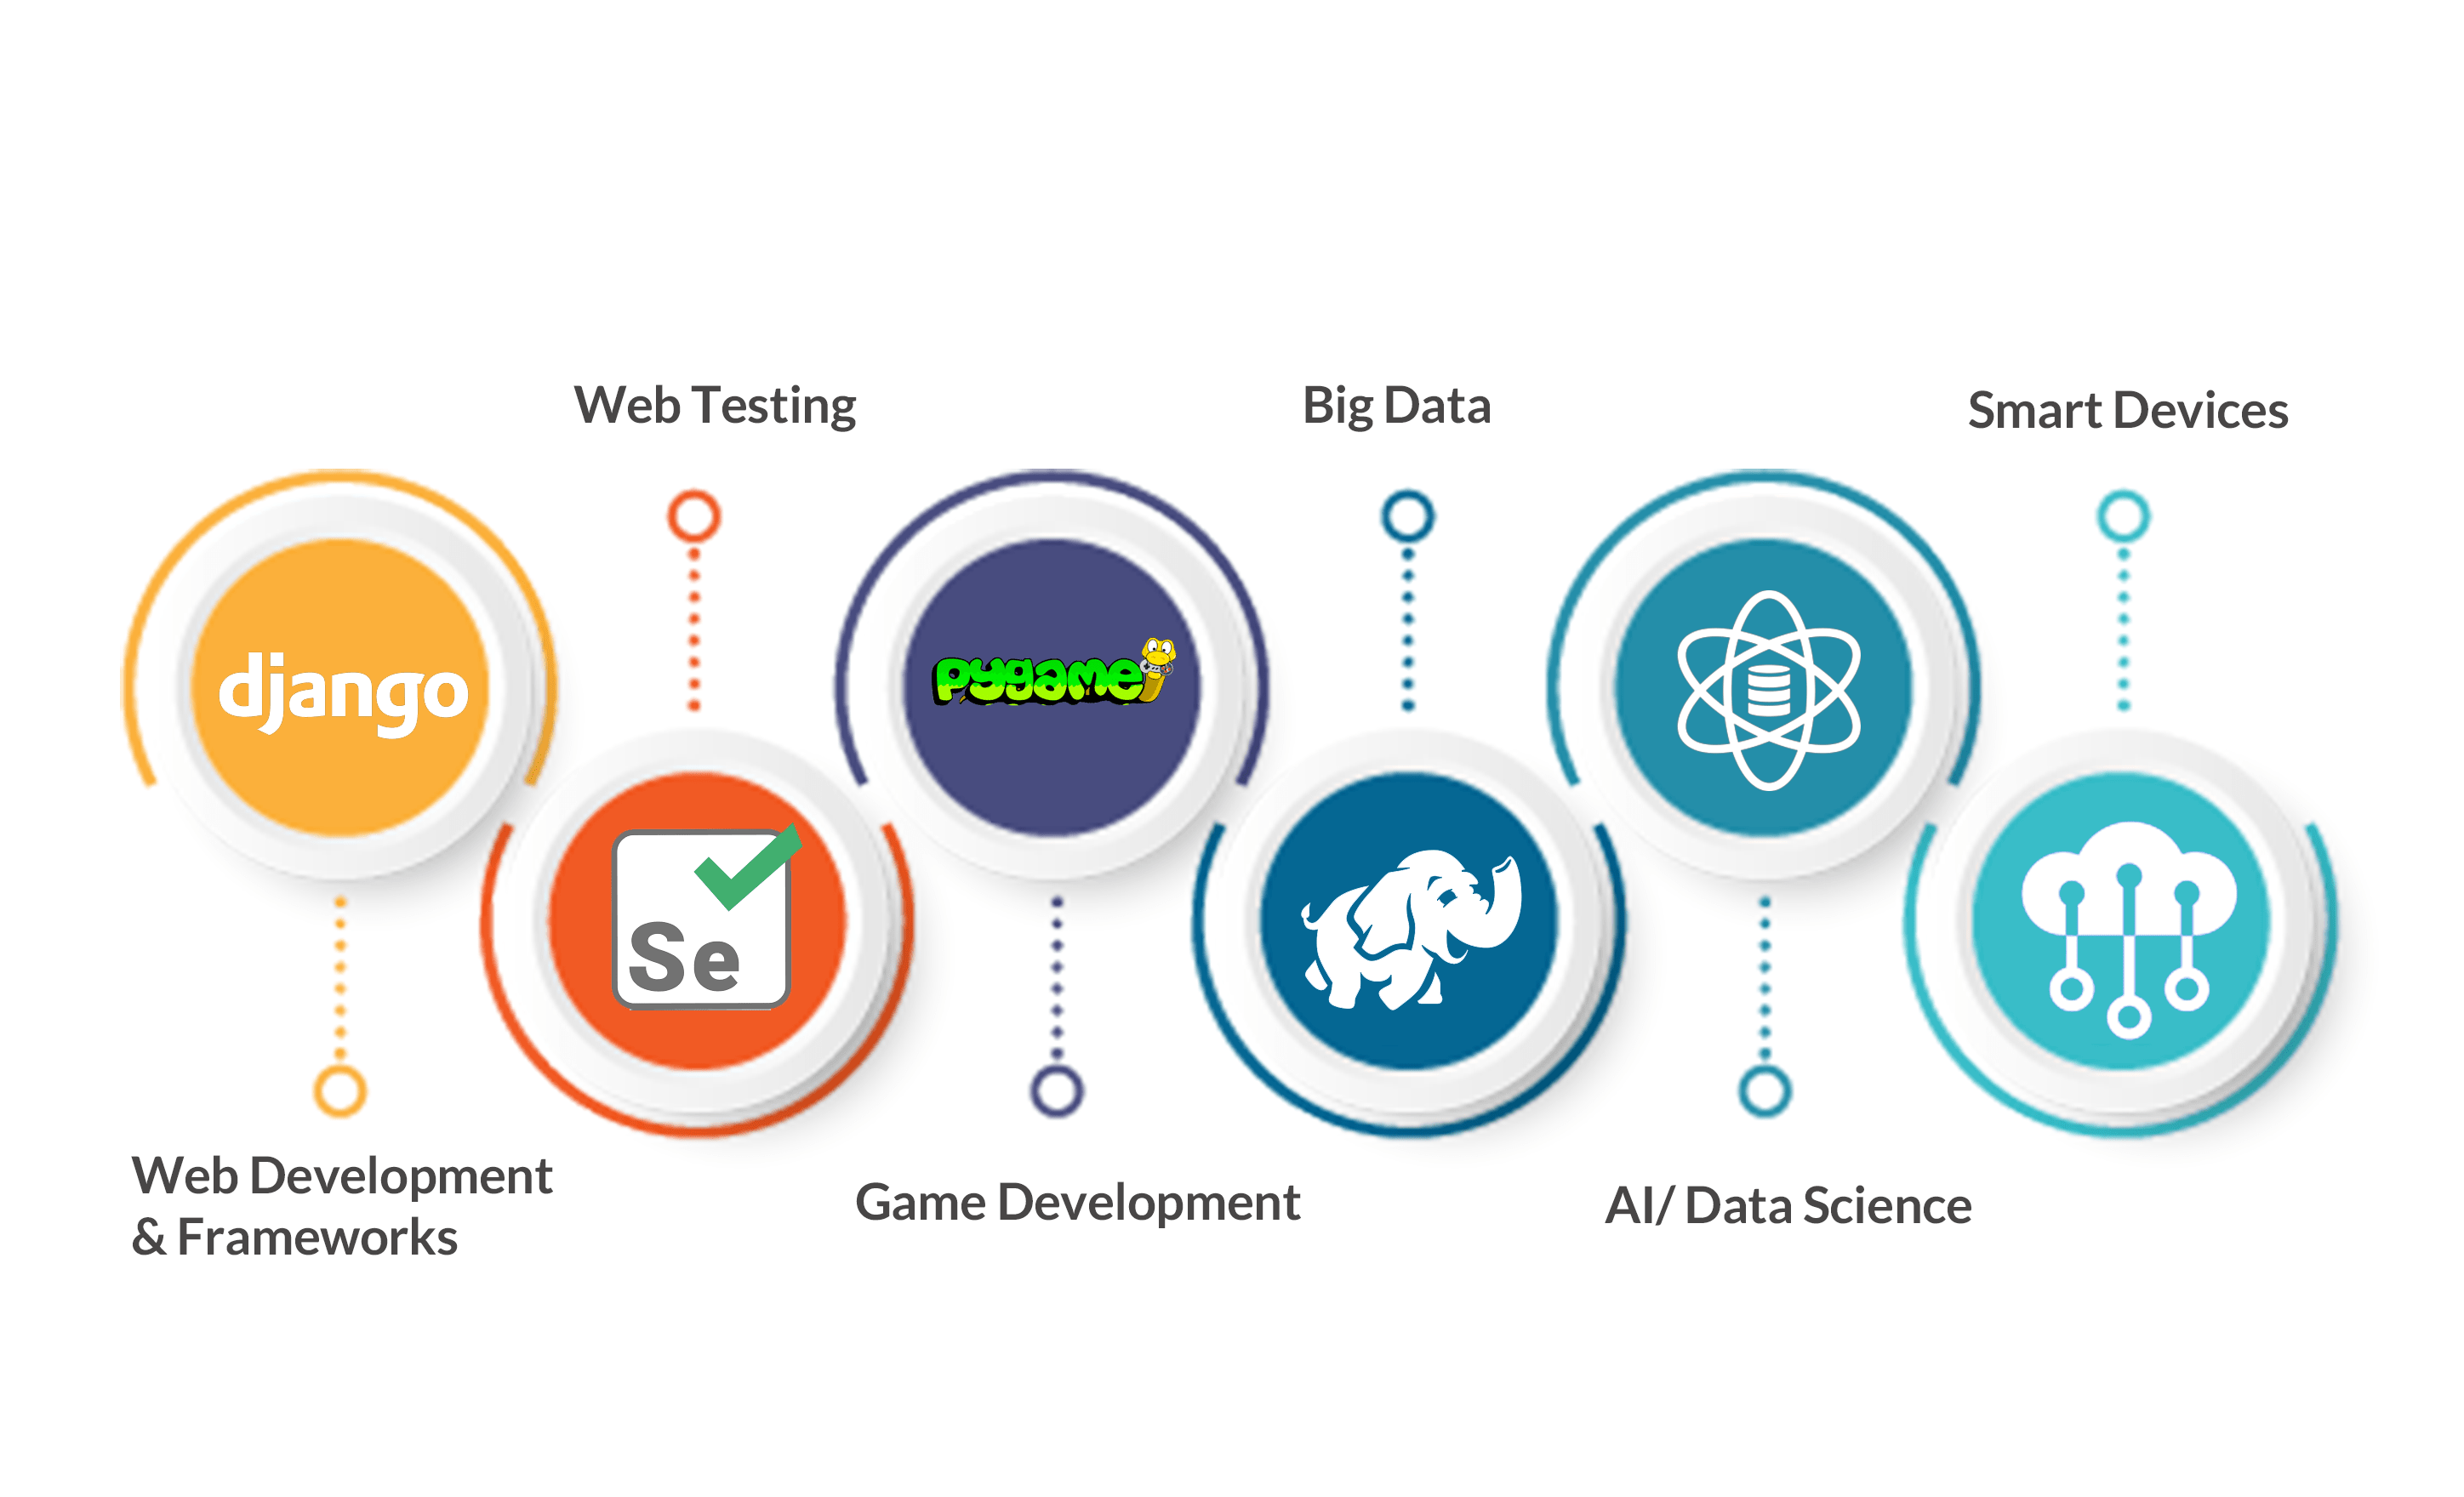 Web Testing
Big Data
Smart Devices
django
pygame
Se
Web Development
& Frameworks
Game Development
AI/ Data Science